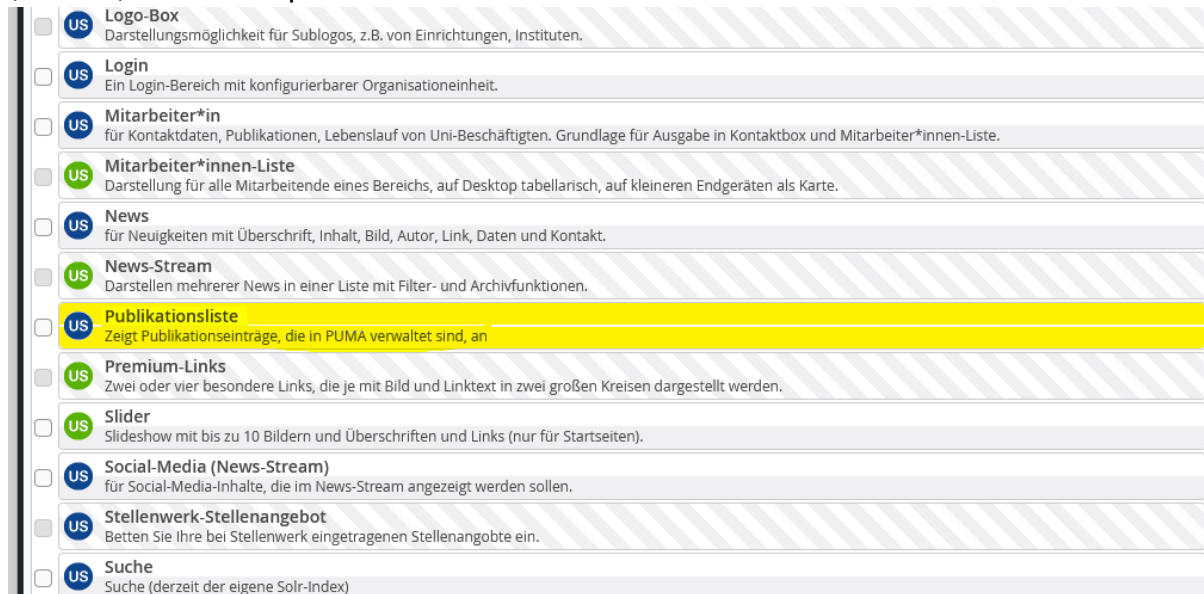 US Logo-Box
Darstellungsmöglichkeit für Sublogos, z.B. von Einrichtungen, Instituten.
US Login
Ein Login-Bereich mit konfigurierbarer Organisationeinheit.
US Mitarbeiter*in
für Kontaktdaten, Publikationen, Lebenslauf von Uni-Beschäftigten. Grundlage für Ausgabe in Kontaktbox und Mitarbeiter*innen-Liste.
US Mitarbeiter*innen-Liste
Darstellung für alle Mitarbeitende eines Bereichs, auf Desktop tabellarisch, auf kleineren Endgeräten als Karte.
US News
für Neuigkeiten mit Überschrift, Inhalt, Bild, Autor, Link, Daten und Kontakt.
US News-Stream
Darstellen mehrerer News in einer Liste mit Filter- und Archivfunktionen.
US Publikationsliste
Zeigt Publikationseinträge, die in PUMA verwaltet sind, an
US Premium-Links
Zwei oder vier besondere Links, die je mit Bild und Linktext in zwei großen Kreisen dargestellt werden.
US Slider
Slideshow mit bis zu 10 Bildern und Überschriften und Links (nur für Startseiten).
US Social-Media (News-Stream)
für Social-Media-Inhalte, die im News-Stream angezeigt werden sollen.
US Stellenwerk-Stellenangebot
Betten Sie Ihre bei Stellenwerk eingetragenen Stellenangobte ein.
US Suche
Suche (derzeit der eigene Solr-Index)